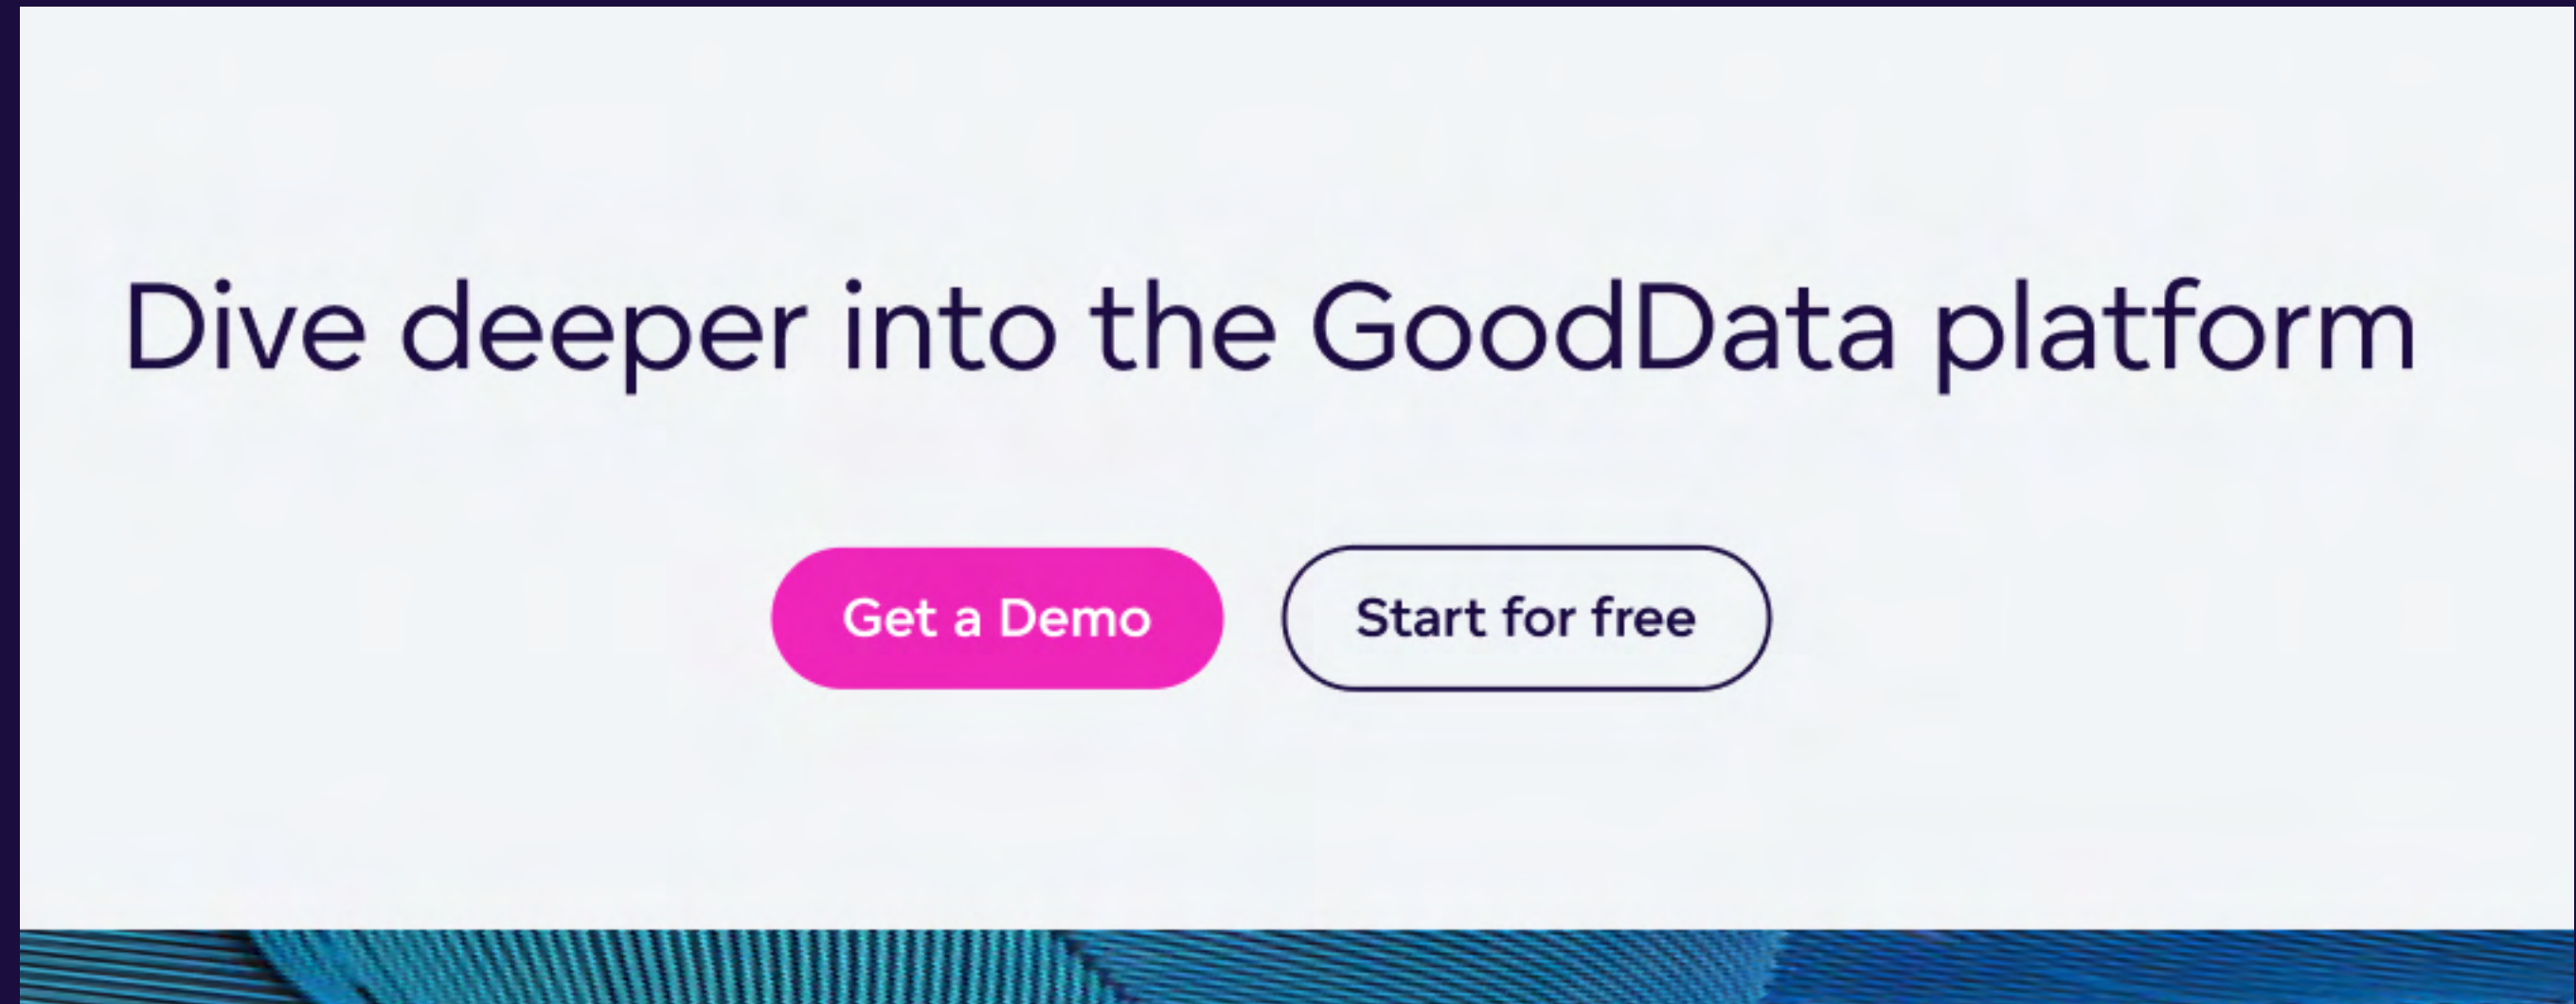 Dive deeper into the GoodData platform
Get a Demo
Start for free